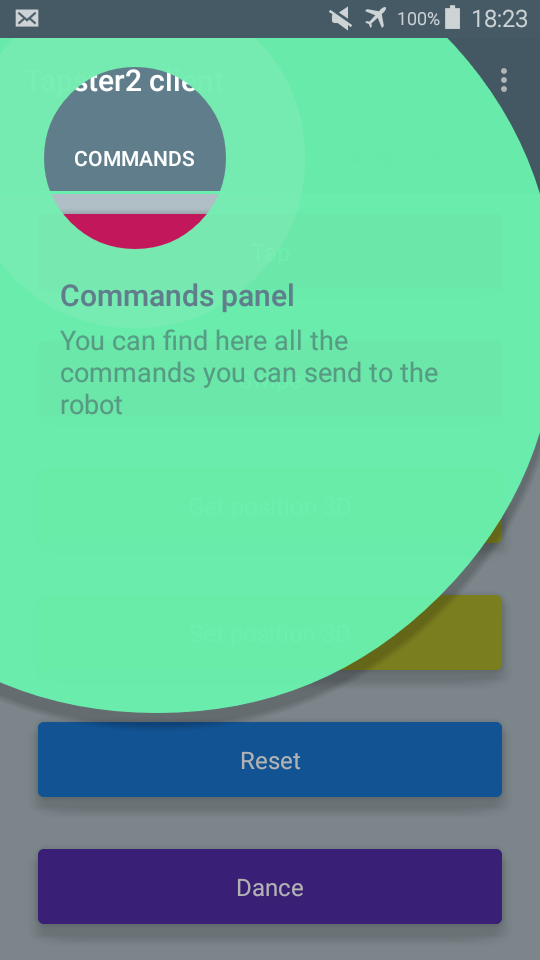 100% 18:23
Tapster2 client
COMMANDS
Tap
Commands panel
You can find here all the
commands you can send to the
robot
Get position 3D
Set position 3D
Reset
Dance